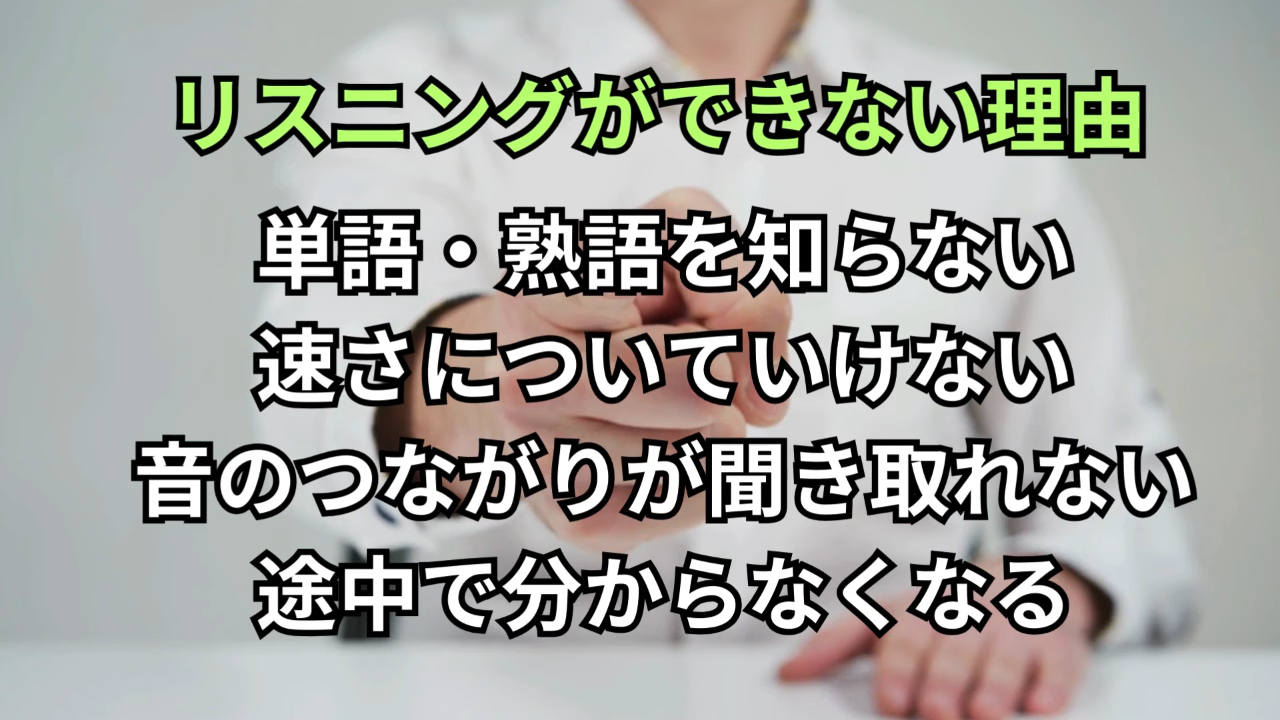 リスニングができない理由
単語・熟語を知らない
速さについていけない
音のつながりが聞き取れない
途中で分からなくなる